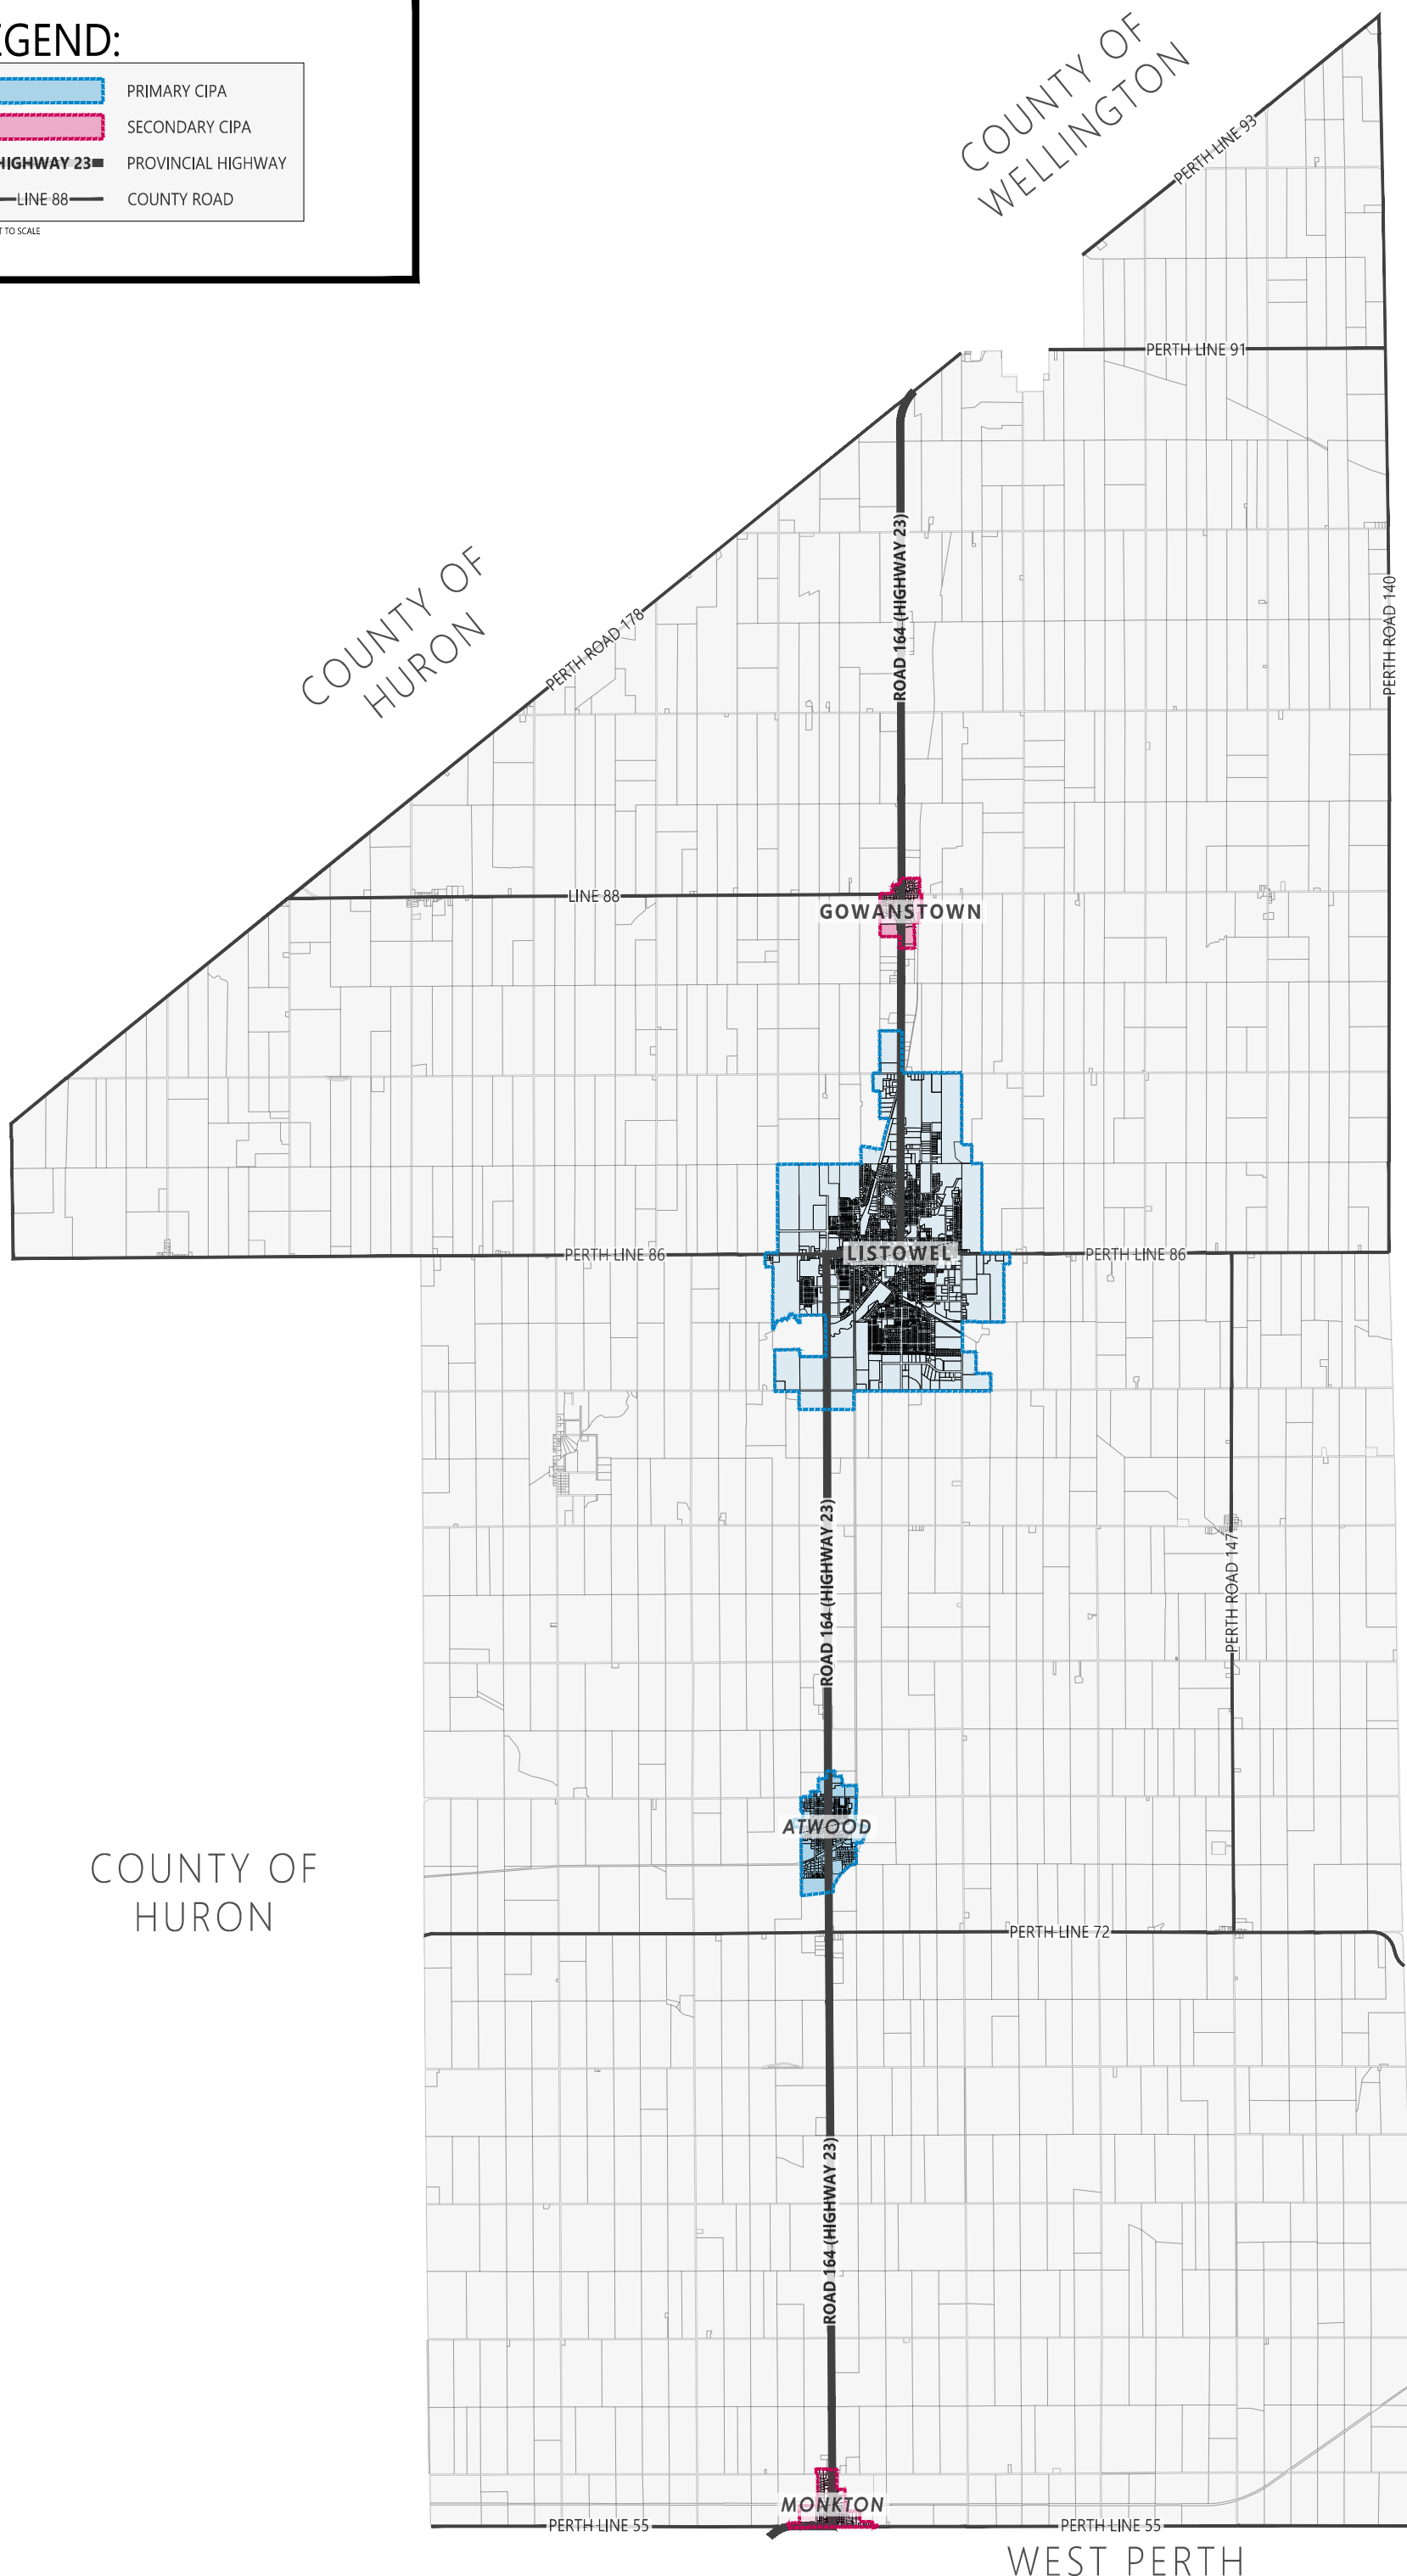 EGEND:
PRIMARY CIPA
SECONDARY CIPA
HIGHWAY 23
PROVINCIAL HIGHWAY
LINE 88
COUNTY ROAD
T TO SCALE
COUNTY OF
WELLINGTON
PERTH LINE 93
PERTH LINE 91
ROAD 164 (HIGHWAY 23)
COUNTY OF
HURON
PERTH ROAD 178
PERTH ROAD 140
LINE 88
GOWANSTOWN
PERTH LINE 86
LISTOWEL
PERTH LINE 86
ROAD 164 (HIGHWAY 23)
PERTH ROAD 147
ATWOOD
COUNTY OF
HURON
PERTH LINE 72
ROAD 164 (HIGHWAY 23)
MONKTON
PERTH LINE 55
PERTH LINE 55
WEST PERTH